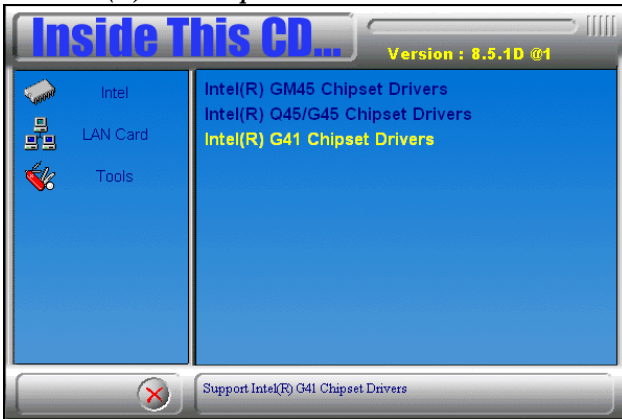 Inside This CD...
Version : 8.5.1D @1
Intel
LAN Card
Tools
Intel(R) GM45 Chipset Drivers
Intel(R) Q45/G45 Chipset Drivers
Intel(R) G41 Chipset Drivers
Support Intel(R) G41 Chipset Drivers